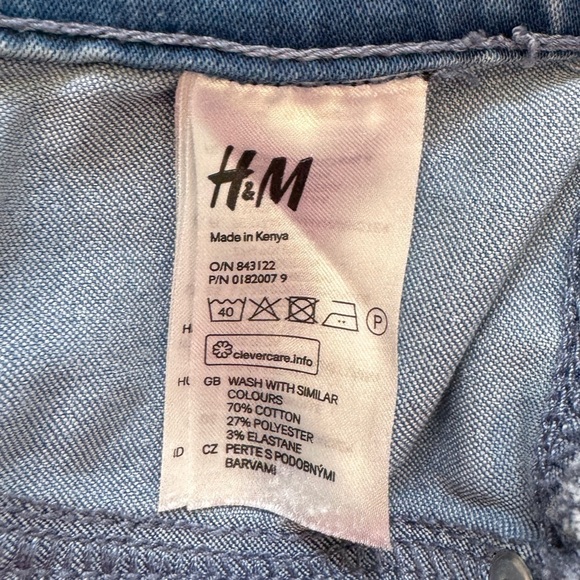 H&M
Made in Kenya
O/N 843122
P/N 0182007 9
40 P
clevercare.info
GB WASH WITH SIMILAR
COLOURS
70% COTTON
27% POLYESTER
3% ELASTANE
CZ PERTE S PODOBNÝMI
BARVAMI
ID